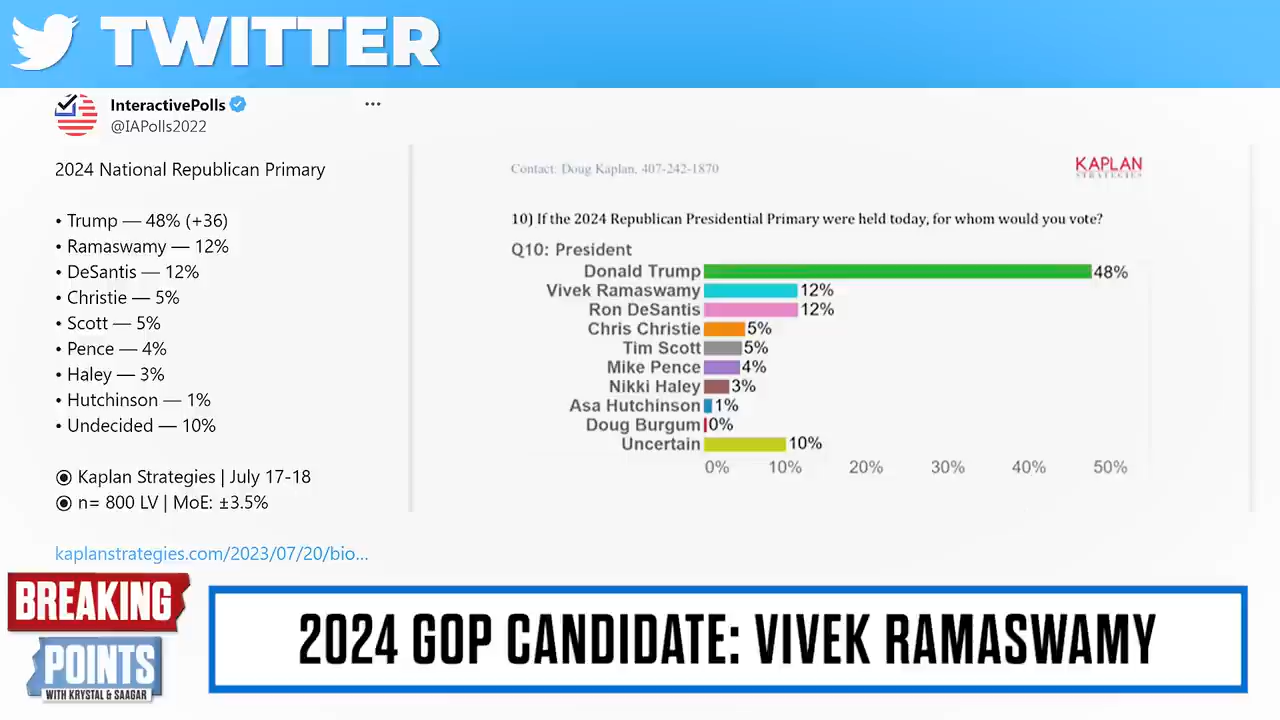 TWITTER
InteractivePolls
@IAPolls2022
2024 National Republican Primary
• Trump — 48% (+36)
• Ramaswamy — 12%
• DeSantis — 12%
• Christie — 5%
• Scott — 5%
• Pence — 4%
• Haley — 3%
• Hutchinson — 1%
• Undecided — 10%
◉ Kaplan Strategies | July 17-18
◉ n= 800 LV | MoE: ±3.5%
kaplanstrategies.com/2023/07/20/bio...
Contact: Doug Kaplan, 407-242-1870
KAPLAN
STRATEGIES
10) If the 2024 Republican Presidential Primary were held today, for whom would you vote?
Q10: President
Donald Trump 48%
Vivek Ramaswamy 12%
Ron DeSantis 12%
Chris Christie 5%
Tim Scott 5%
Mike Pence 4%
Nikki Haley 3%
Asa Hutchinson 1%
Doug Burgum 0%
Uncertain 10%
0% 10% 20% 30% 40% 50%
BREAKING
POINTS
WITH KRYSTAL & SAAGAR
2024 GOP CANDIDATE: VIVEK RAMASWAMY